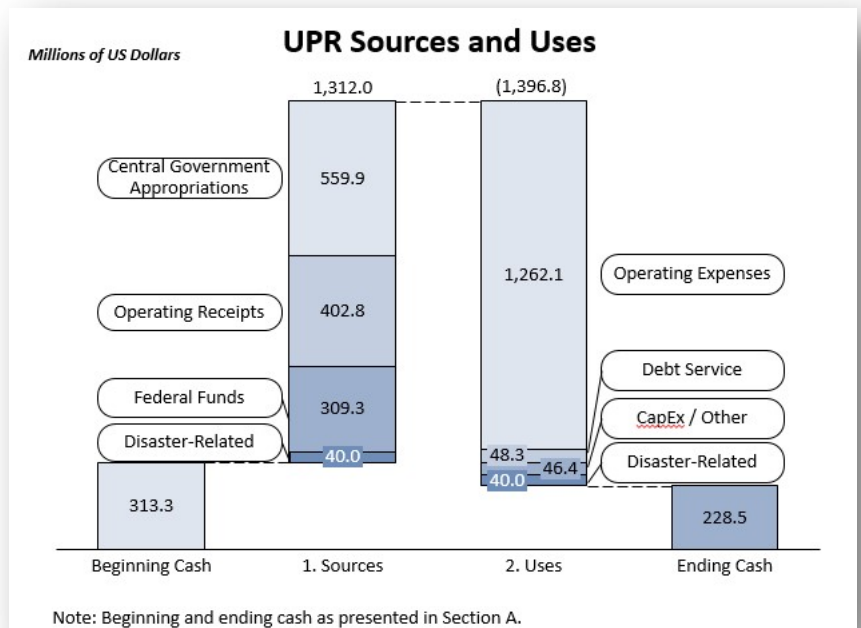 UPR Sources and Uses
Millions of US Dollars
1,312.0
(1,396.8)
Central Government
Appropriations
559.9
1,262.1
Operating Expenses
Operating Receipts
402.8
Debt Service
Federal Funds
309.3
CapEx / Other
Disaster-Related
40.0
48.3
46.4
Disaster-Related
40.0
313.3
228.5
Beginning Cash
1. Sources
2. Uses
Ending Cash
Note: Beginning and ending cash as presented in Section A.